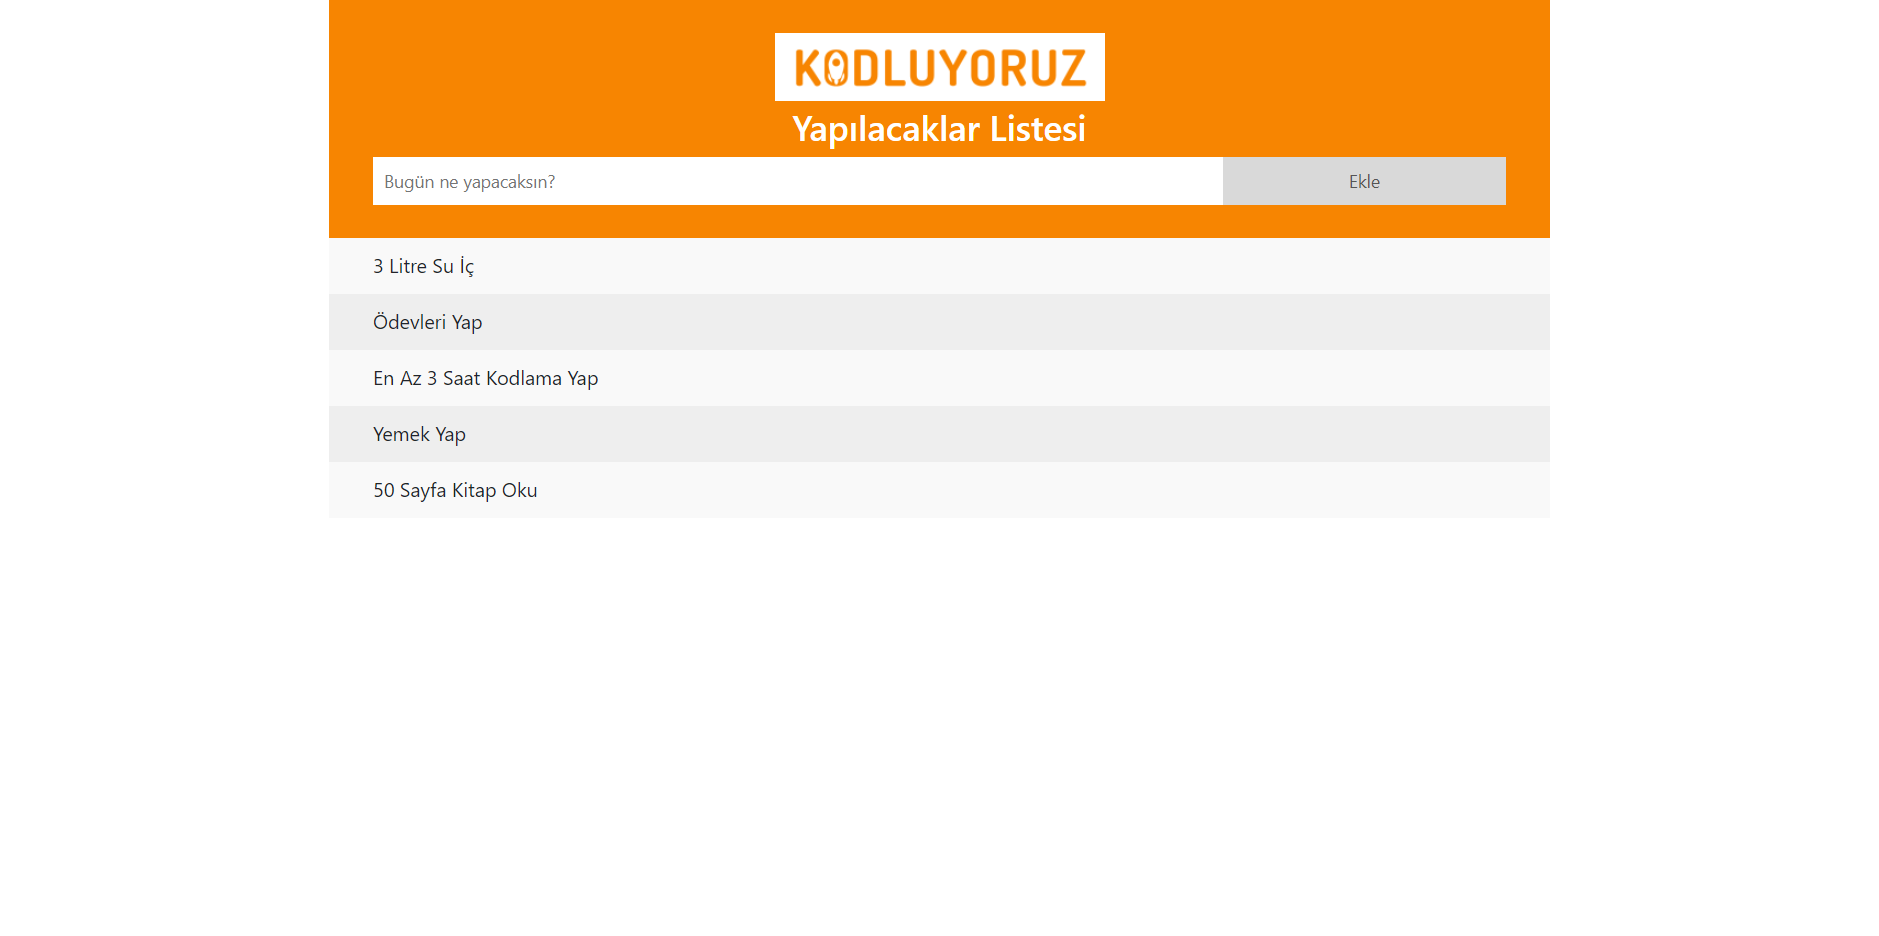 KODLUYORUZ
Yapılacaklar Listesi
Bugün ne yapacaksın?
Ekle
3 Litre Su İç
Ödevleri Yap
En Az 3 Saat Kodlama Yap
Yemek Yap
50 Sayfa Kitap Oku